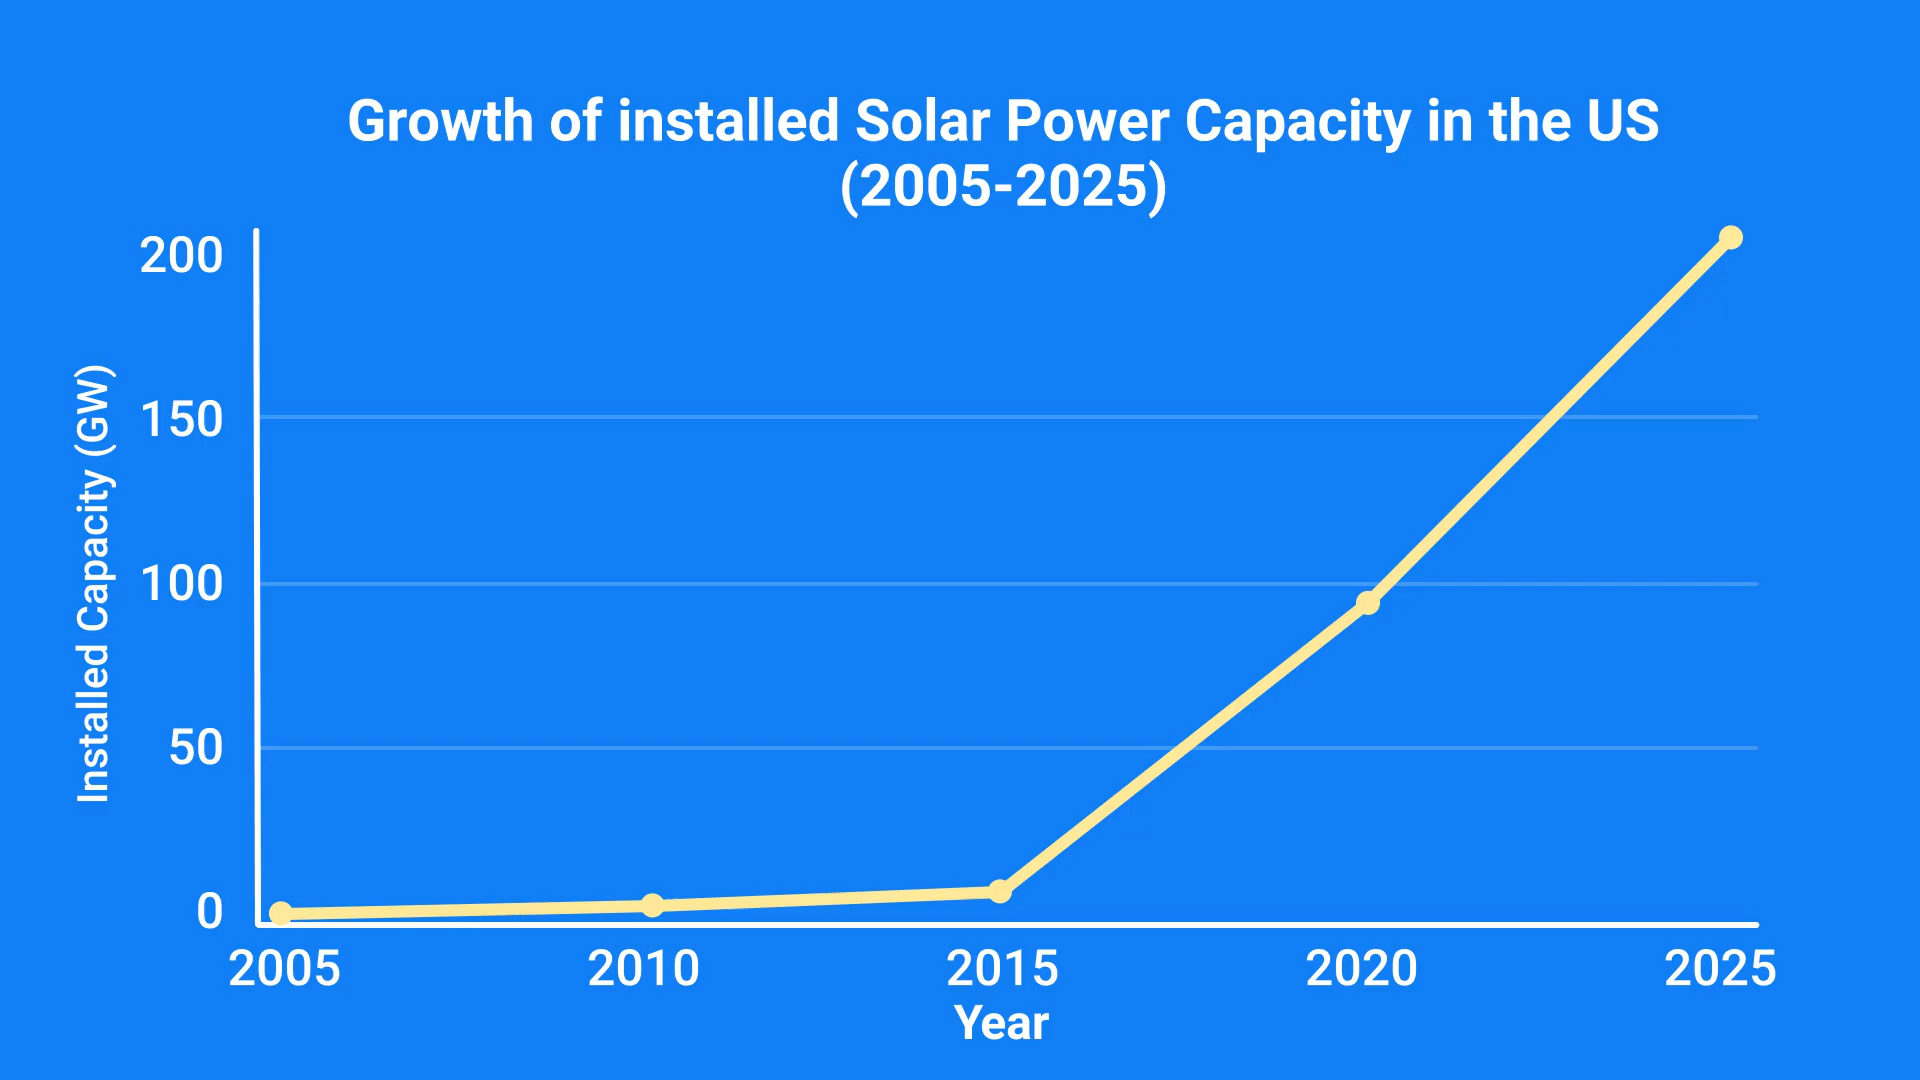 Growth of installed Solar Power Capacity in the US
(2005-2025)
200
150
100
50
0
Installed Capacity (GW)
2005 2010 2015 2020 2025
Year